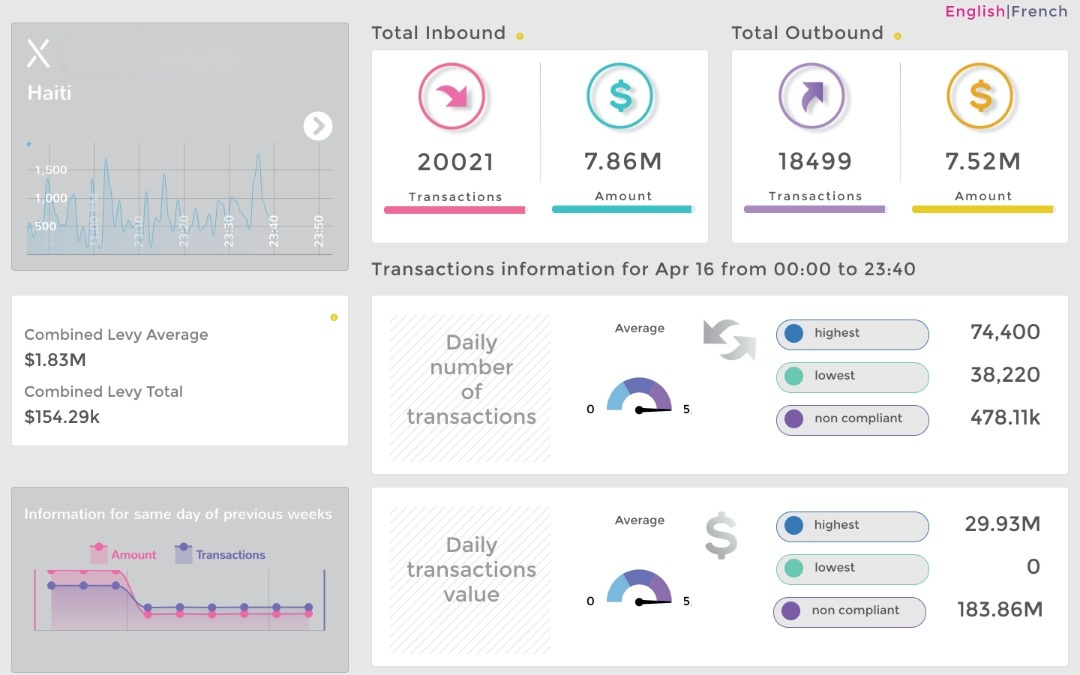 English|French
Haiti
1,500
1,000
500
23:10
23:20
23:30
23:40
23:50
Total Inbound
20021
Transactions
7.86M
Amount
Total Outbound
18499
Transactions
7.52M
Amount
Transactions information for Apr 16 from 00:00 to 23:40
Combined Levy Average
$1.83M
Combined Levy Total
$154.29k
Daily
number
of
transactions
Average
0 5
highest 74,400
lowest 38,220
non compliant 478.11k
Information for same day of previous weeks
Amount Transactions
Daily
transactions
value
Average
0 5
$
highest 29.93M
lowest 0
non compliant 183.86M